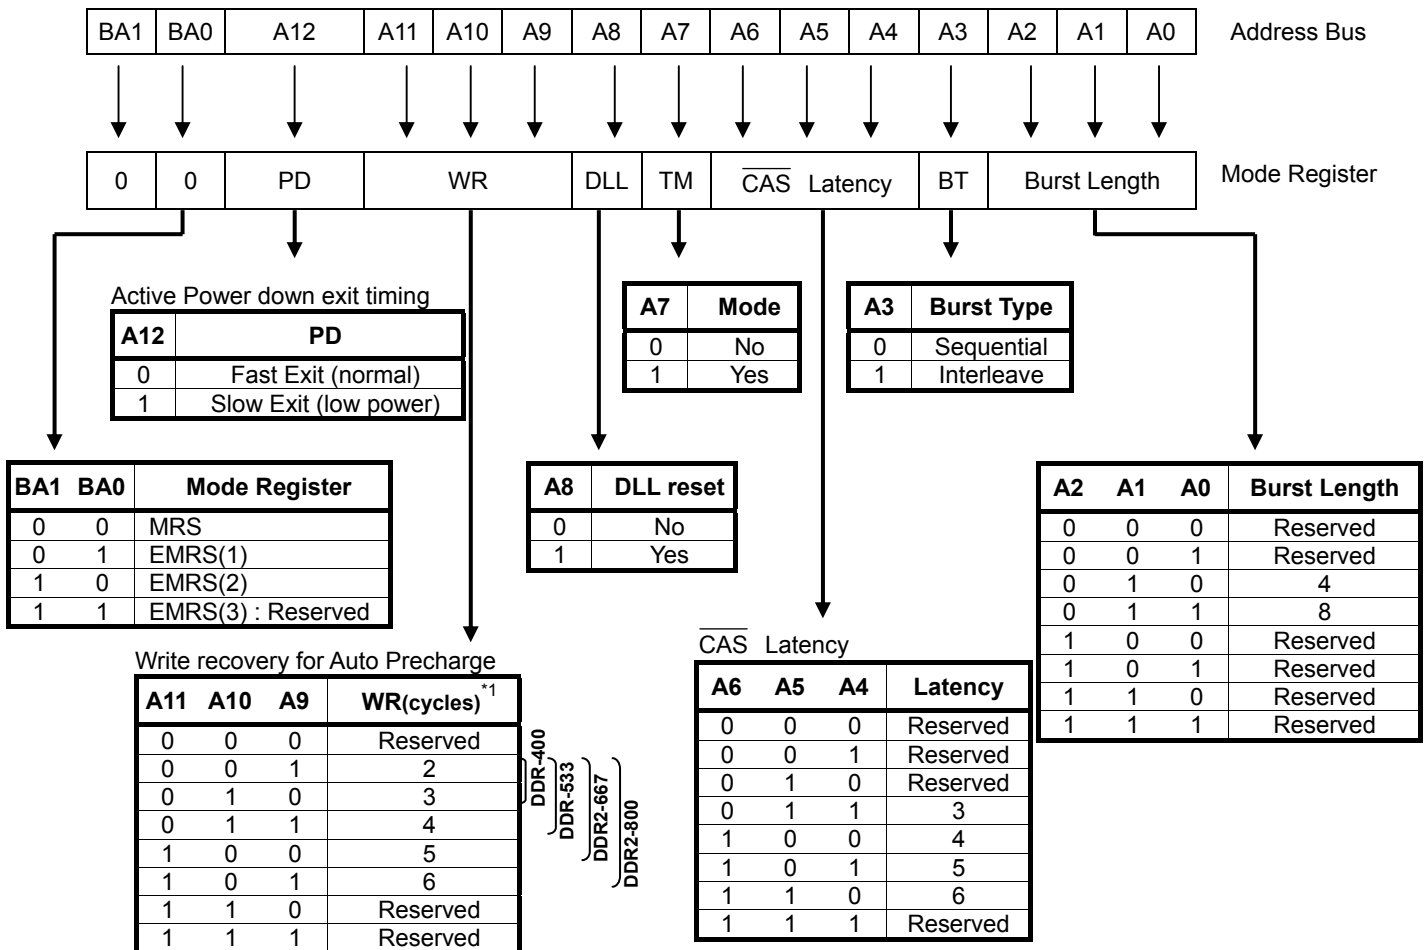 BA1 BA0 A12 A11 A10 A9 A8 A7 A6 A5 A4 A3 A2 A1 A0 Address Bus
0 0 PD WR DLL TM CAS Latency BT Burst Length Mode Register
Active Power down exit timing
A12 PD
0 Fast Exit (normal)
1 Slow Exit (low power)
A7 Mode
0 No
1 Yes
A3 Burst Type
0 Sequential
1 Interleave
BA1 BA0 Mode Register
0 0 MRS
0 1 EMRS(1)
1 0 EMRS(2)
1 1 EMRS(3) : Reserved
A8 DLL reset
0 No
1 Yes
A2 A1 A0 Burst Length
0 0 0 Reserved
0 0 1 Reserved
0 1 0 4
0 1 1 8
1 0 0 Reserved
1 0 1 Reserved
1 1 0 Reserved
1 1 1 Reserved
Write recovery for Auto Precharge
A11 A10 A9 WR(cycles)*1
0 0 0 Reserved
0 0 1 2
0 1 0 3
0 1 1 4
1 0 0 5
1 0 1 6
1 1 0 Reserved
1 1 1 Reserved
DDR-400
DDR-533
DDR2-667
DDR2-800
CAS Latency
A6 A5 A4 Latency
0 0 0 Reserved
0 0 1 Reserved
0 1 0 Reserved
0 1 1 3
1 0 0 4
1 0 1 5
1 1 0 6
1 1 1 Reserved